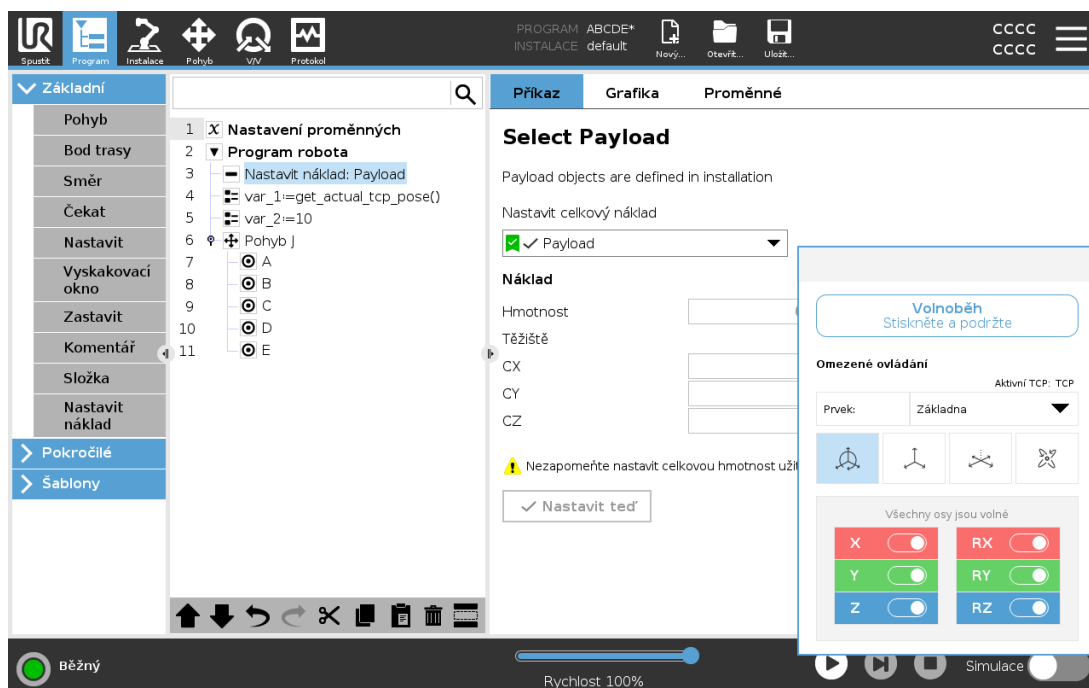 PROGRAM ABCDE*
INSTALACE default
CCCC
CCCC
Spustit
Program
Instalace
Pohyb
V/V
Protokol
Nový...
Otevřít...
Uložit...
Základní
Pohyb
Bod trasy
Směr
Čekat
Nastavit
Vyskakovací
okno
Zastavit
Komentář
Složka
Nastavit
náklad
Pokročilé
Šablony
1 X Nastavení proměnných
2 Program robota
3 Nastavit náklad: Payload
4 var_1:=get_actual_tcp_pose()
5 var_2:=10
6 Pohyb J
7 A
8 B
9 C
10 D
11 E
Příkaz
Grafika
Proměnné
Select Payload
Payload objects are defined in installation
Nastavit celkový náklad
Payload
Náklad
Hmotnost
Těžiště
CX
CY
CZ
Nezapomeňte nastavit celkovou hmotnost
Nastavit teď
Volnoběh
Stiskněte a podržte
Omezené ovládání
Aktivní TCP: TCP
Prvek:
Základna
Všechny osy jsou volné
X
RX
Y
RY
Z
RZ
Běžný
Rychlost 100%
Simulace